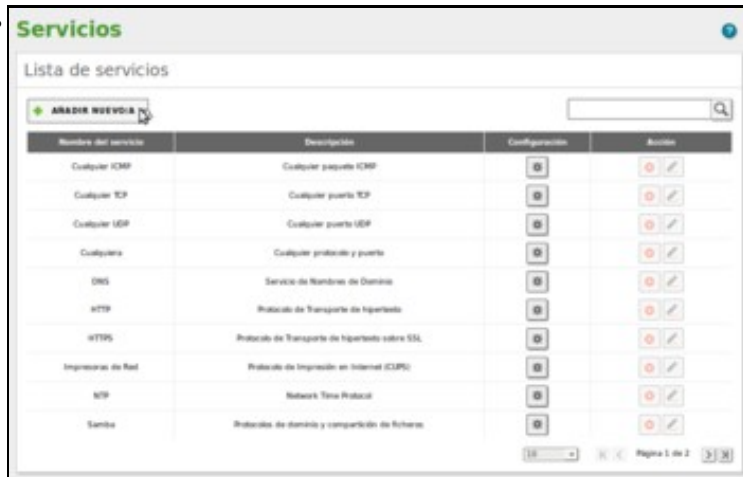 Servicios
Lista de servicios
AÑADIR NUEVO/A
Nombre del servicio Descripción Configuración Acción
Cualquier ICMP Cualquier paquete ICMP
Cualquier TCP Cualquier puerto TCP
Cualquier UDP Cualquier puerto UDP
Cualquiera Cualquier protocolo y puerto
DNS Servicio de Nombres de Dominio
HTTP Protocolo de Transporte de hipertexto
HTTPS Protocolo de Transporte de hipertexto sobre SSL
Impresoras de Red Protocolo de Impresión en Internet (CUPS)
NTP Network Time Protocol
Samba Protocolos de dominio y compartición de ficheros
10 Página 1 de 2